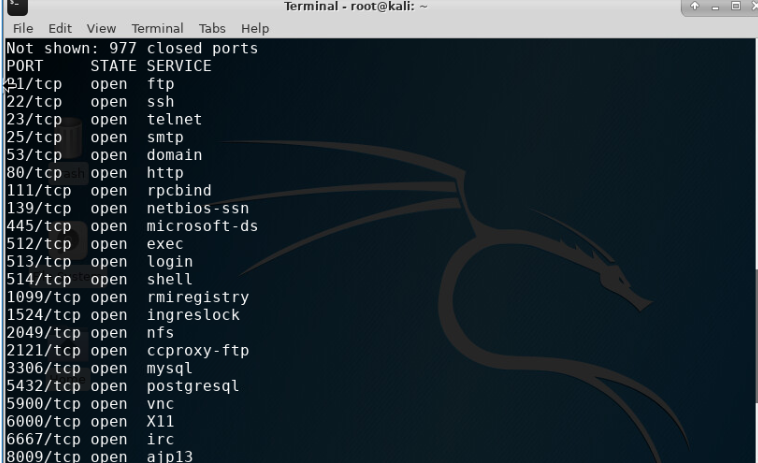 Terminal - root@kali: ~
File Edit View Terminal Tabs Help
Not shown: 977 closed ports
PORT STATE SERVICE
21/tcp open ftp
22/tcp open ssh
23/tcp open telnet
25/tcp open smtp
53/tcp open domain
80/tcp open http
111/tcp open rpcbind
139/tcp open netbios-ssn
445/tcp open microsoft-ds
512/tcp open exec
513/tcp open login
514/tcp open shell
1099/tcp open rmiregistry
1524/tcp open ingreslock
2049/tcp open nfs
2121/tcp open ccproxy-ftp
3306/tcp open mysql
5432/tcp open postgresql
5900/tcp open vnc
6000/tcp open X11
6667/tcp open irc
8009/tcp open ajp13